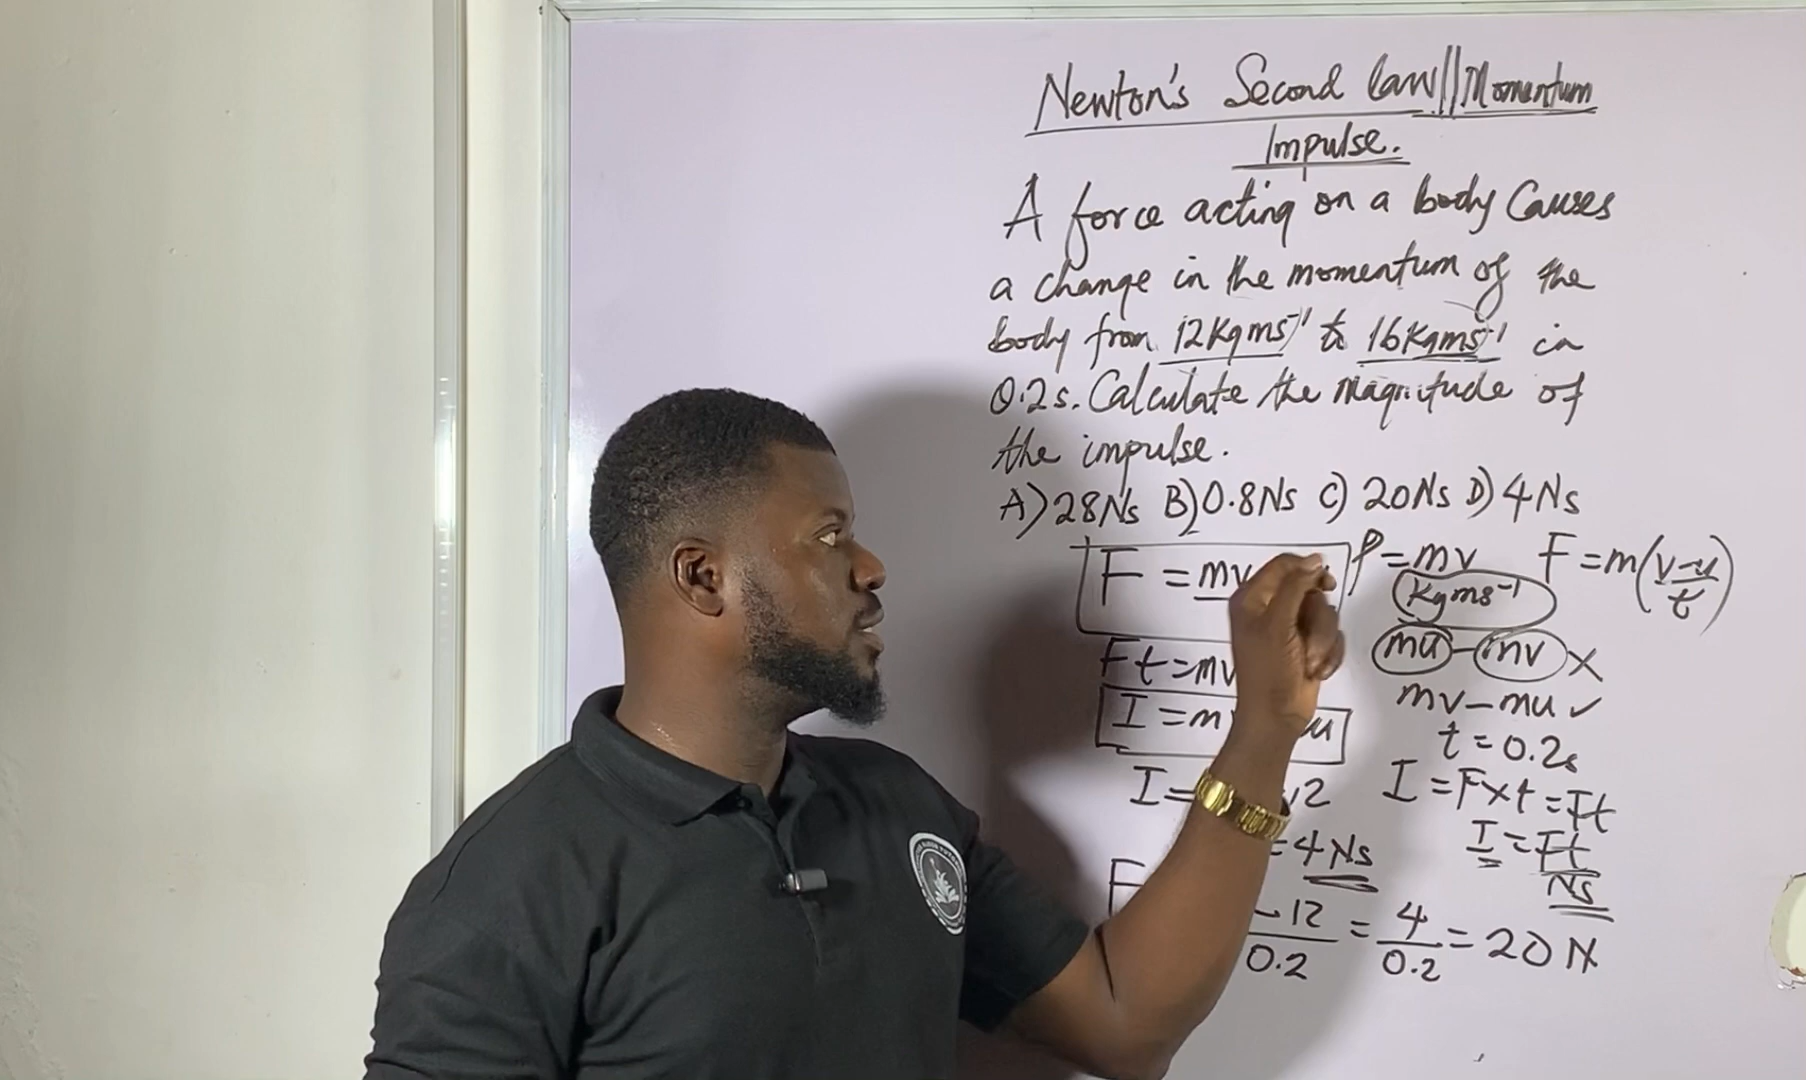 Newton's Second law || Momentum
Impulse.
A force acting on a body Causes
a change in the momentum of the
body from 12Kgms⁻¹ to 16Kgms⁻¹ in
0.2s. Calculate the magnitude of
the impulse.
A) 28Ns B) 0.8Ns C) 20Ns D) 4Ns
F = mv
P = mv
Kgms⁻¹
F = m(v-u/t)
Ft = mv
mu - mv ×
I = m u
mv - mu ✓
t = 0.2s
I = 12
I = F×t = Ft
= 4Ns
I = Ft
Ns
F
- 12 / 0.2 = 4 / 0.2 = 20 N